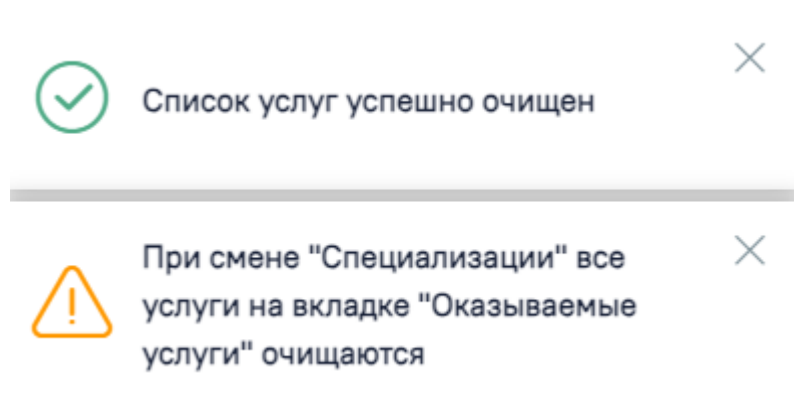 Список услуг успешно очищен
При смене "Специализации" все
услуги на вкладке "Оказываемые
услуги" очищаются